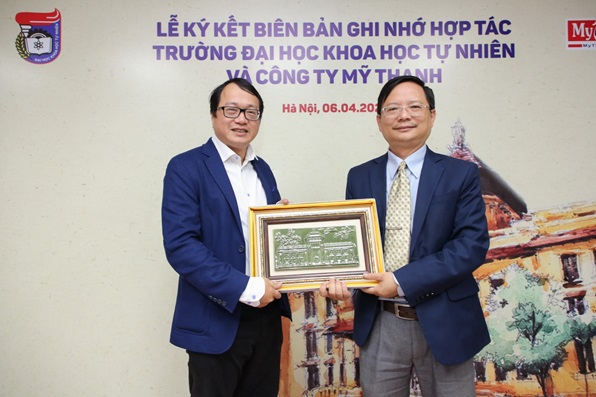 LỄ KÝ KẾT BIÊN BẢN GHI NHỚ HỢP TÁC
TRƯỜNG ĐẠI HỌC KHOA HỌC TỰ NHIÊN
VÀ CÔNG TY MỸ THANH
Hà Nội, 06.04